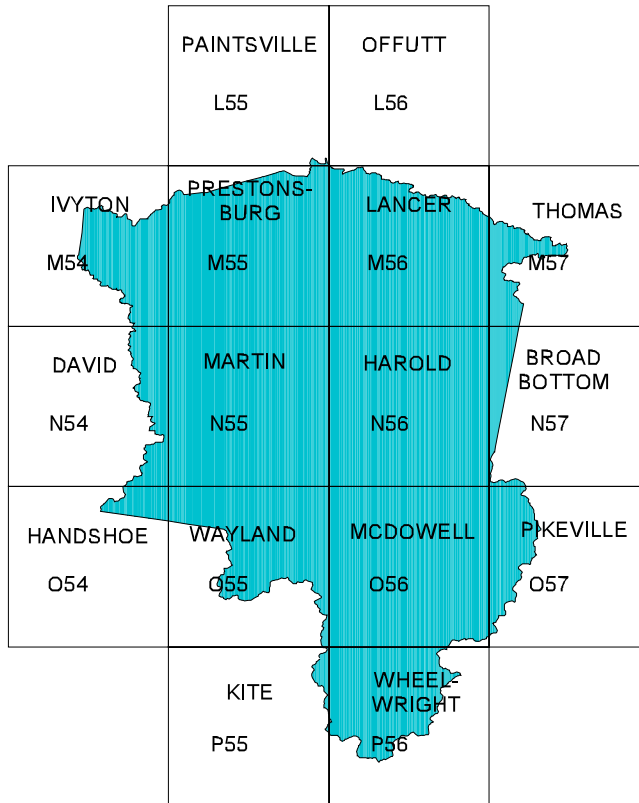 PAINTSVILLE
L55
OFFUTT
L56
IVYTON
M54
PRESTONS-
BURG
M55
LANCER
M56
THOMAS
M57
DAVID
N54
MARTIN
N55
HAROLD
N56
BROAD
BOTTOM
N57
HANDSHOE
O54
WAYLAND
O55
MCDOWELL
O56
PIKEVILLE
O57
KITE
P55
WHEEL-
WRIGHT
P56